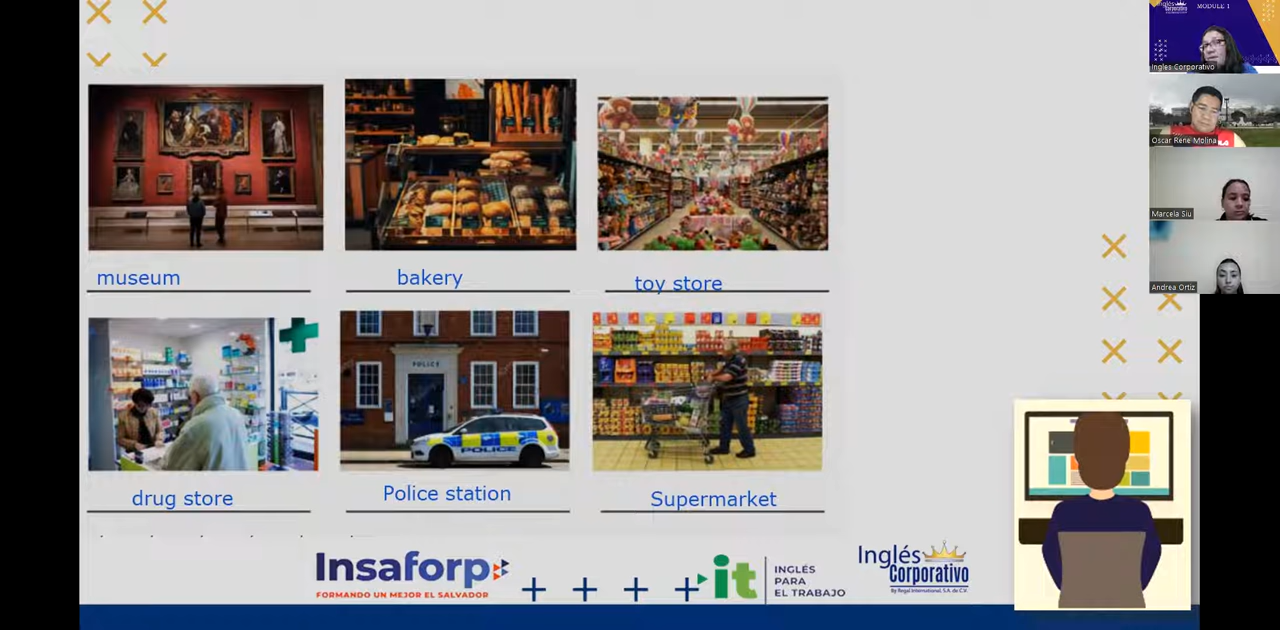 MODULE 1
Inglés Corporativo
Oscar Rene Molina
Marcela Siu
Andrea Ortiz
museum
bakery
toy store
POLICE
POLICE
drug store
Police station
Supermarket
Insaforp
FORMANDO UN MEJOR EL SALVADOR
it
INGLÉS
PARA
EL TRABAJO
Inglés
Corporativo
By Regal International, S.A. de C.V.